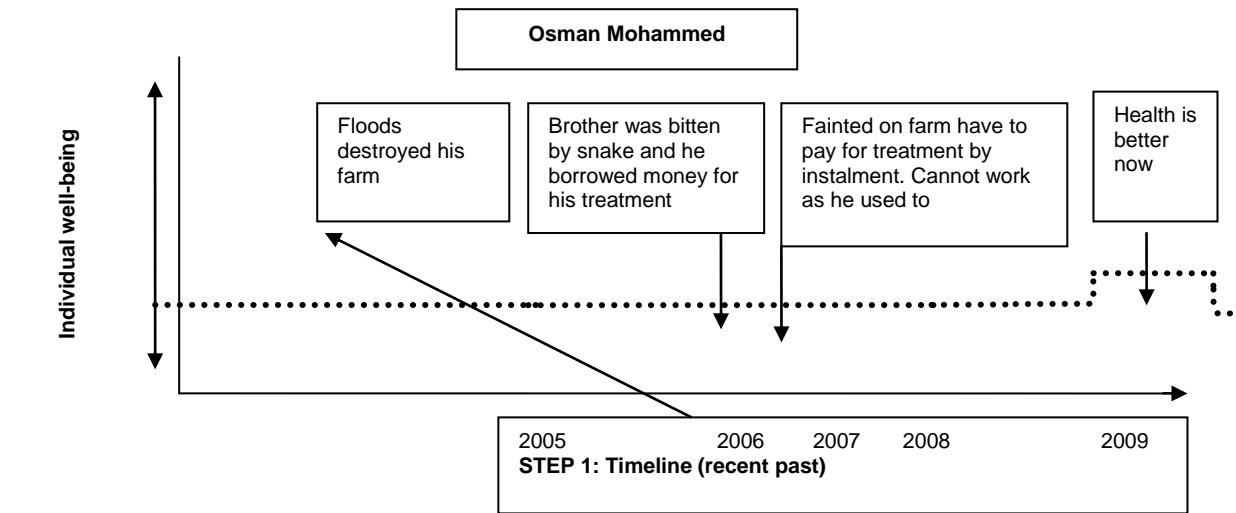 Osman Mohammed
Individual well-being
Floods
destroyed his
farm
Brother was bitten
by snake and he
borrowed money for
his treatment
Fainted on farm have to
pay for treatment by
instalment. Cannot work
as he used to
Health is
better
now
2005 2006 2007 2008 2009
STEP 1: Timeline (recent past)